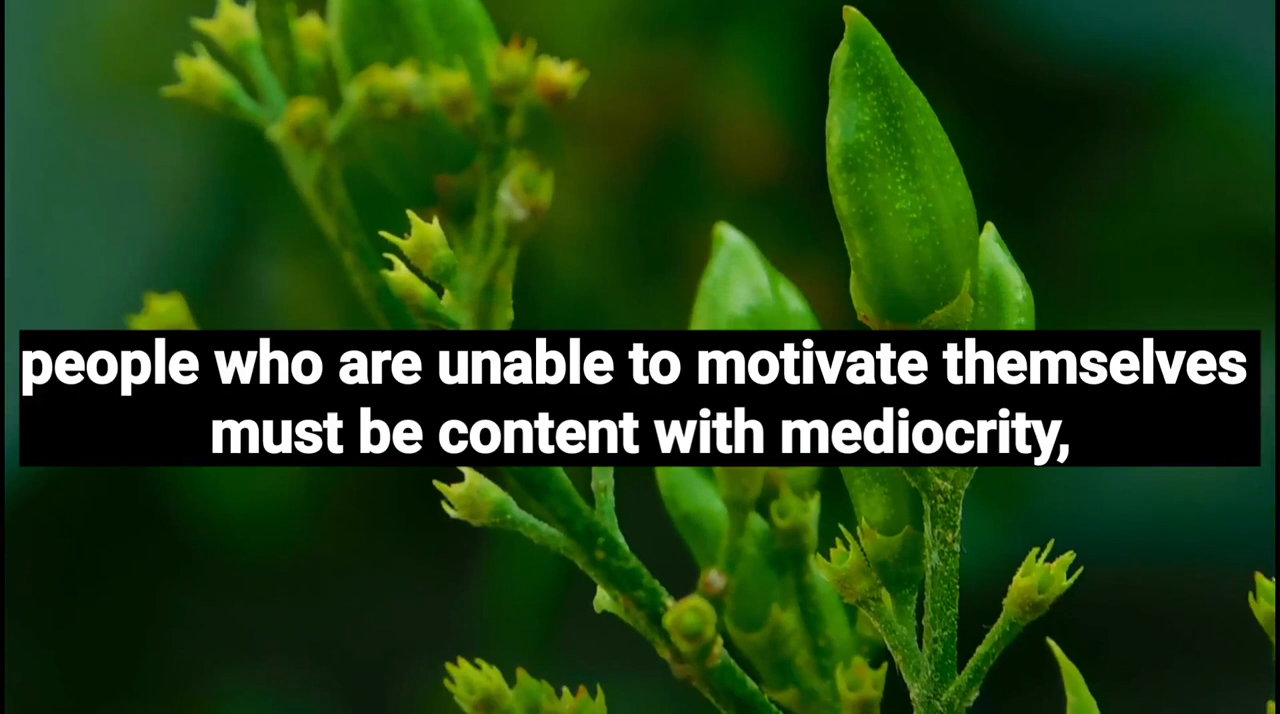 people who are unable to motivate themselves
must be content with mediocrity,